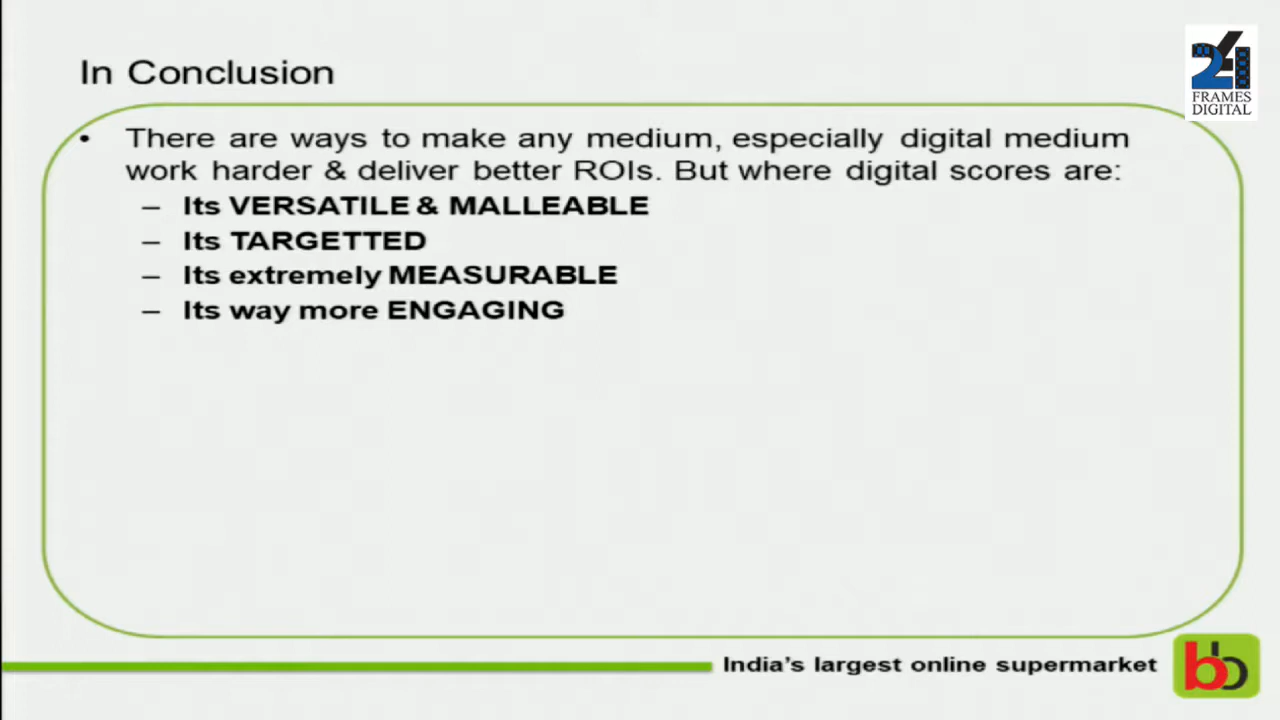 In Conclusion
24
FRAMES
DIGITAL
• There are ways to make any medium, especially digital medium
work harder & deliver better ROIs. But where digital scores are:
– Its VERSATILE & MALLEABLE
– Its TARGETTED
– Its extremely MEASURABLE
– Its way more ENGAGING
India's largest online supermarket
bb